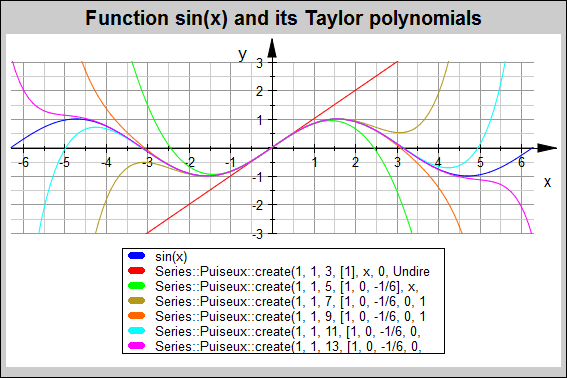 Function sin(x) and its Taylor polynomials
y
3
2
1
-6 -5 -4 -3 -2 -1 1 2 3 4 5 6
x
-1
-2
-3
sin(x)
Series::Puiseux::create(1, 1, 3, [1], x, 0, Undire
Series::Puiseux::create(1, 1, 5, [1, 0, -1/6], x,
Series::Puiseux::create(1, 1, 7, [1, 0, -1/6, 0, 1
Series::Puiseux::create(1, 1, 9, [1, 0, -1/6, 0, 1
Series::Puiseux::create(1, 1, 11, [1, 0, -1/6, 0,
Series::Puiseux::create(1, 1, 13, [1, 0, -1/6, 0,